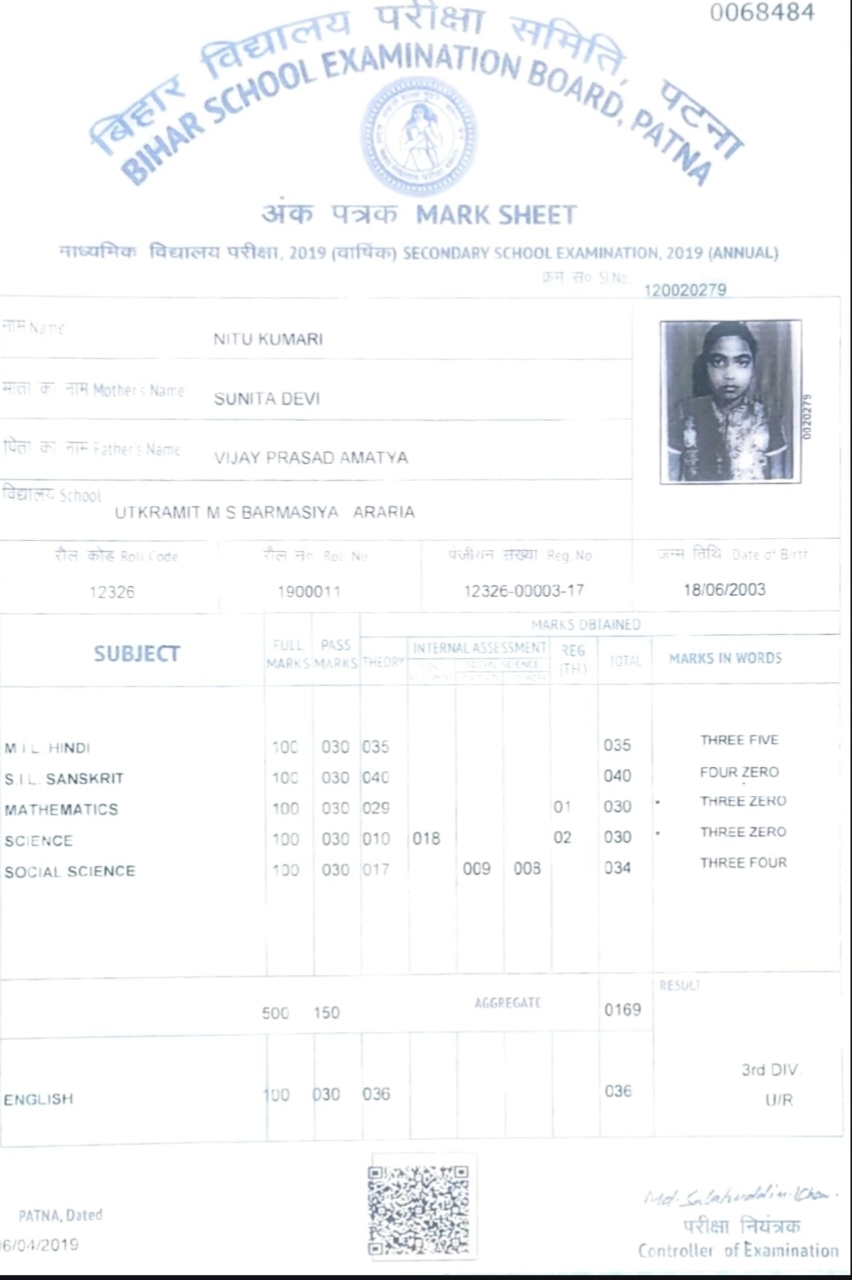 0068484
बिहार विद्यालय परीक्षा समिति, पटना
BIHAR SCHOOL EXAMINATION BOARD, PATNA
अंक पत्रक MARK SHEET
माध्यमिक विद्यालय परीक्षा, 2019 (वार्षिक) SECONDARY SCHOOL EXAMINATION, 2019 (ANNUAL)
क्रम सं० Sl.No. 120020279
नाम Name NITU KUMARI
0020279
माता का नाम Mother's Name SUNITA DEVI
पिता का नाम Father's Name VIJAY PRASAD AMATYA
विद्यालय School
UTKRAMIT M S BARMASIYA ARARIA
रौल कोड Roll Code रौल नं० Roll No पंजीयन संख्या Reg. No जन्म तिथि Date of Birth
12326 1900011 12326-00003-17 18/06/2003
MARKS OBTAINED
SUBJECT FULL MARKS PASS MARKS THEORY INTERNAL ASSESSMENT REG (TH.) TOTAL MARKS IN WORDS
SOCIAL SCIENCE
M.I.L. HINDI 100 030 035 035 THREE FIVE
S.I.L. SANSKRIT 100 030 040 040 FOUR ZERO
MATHEMATICS 100 030 029 01 030 * THREE ZERO
SCIENCE 100 030 010 018 02 030 * THREE ZERO
SOCIAL SCIENCE 100 030 017 009 008 034 THREE FOUR
RESULT
500 150 AGGREGATE 0169
3rd DIV.
ENGLISH 100 030 036 036
U/R
PATNA, Dated
6/04/2019
Md. Salahuddin Khan
परीक्षा नियंत्रक
Controller of Examination